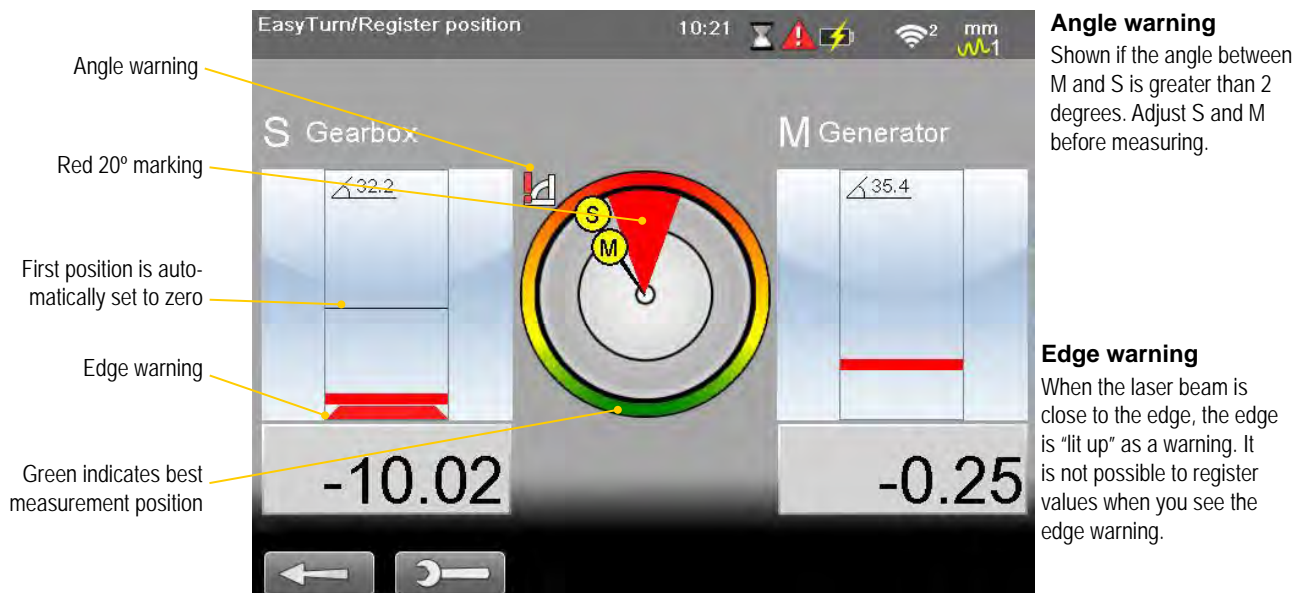 EasyTurn/Register position
10:21
2
mm
1
Angle warning
Red 20º marking
First position is auto-
matically set to zero
Edge warning
Green indicates best
measurement position
S Gearbox
32.2
-10.02
S
M
M Generator
35.4
-0.25
Angle warning
Shown if the angle between
M and S is greater than 2
degrees. Adjust S and M
before measuring.
Edge warning
When the laser beam is
close to the edge, the edge
is "lit up" as a warning. It
is not possible to register
values when you see the
edge warning.